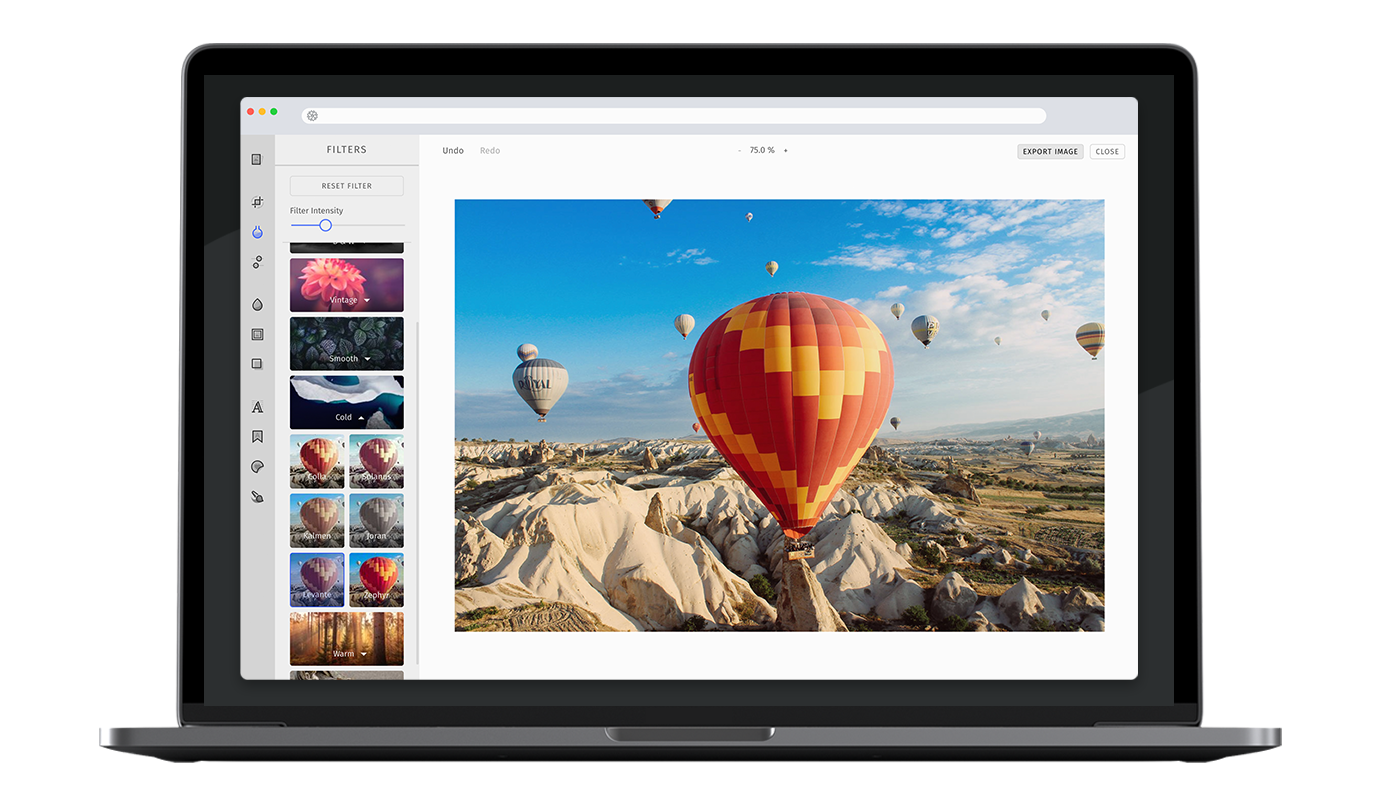 FILTERS
Undo
Redo
- 75.0 % +
EXPORT IMAGE
CLOSE
RESET FILTER
Filter Intensity
Vintage
Smooth
Cold
Solanus
Kalmen
Joran
Levante
Zephyr
Warm